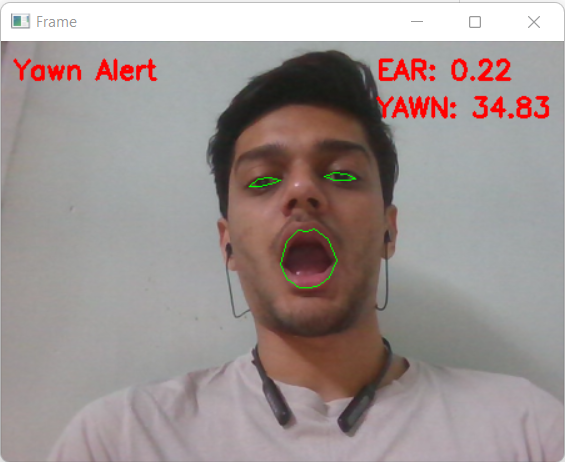 Frame
Yawn Alert
EAR: 0.22
YAWN: 34.83